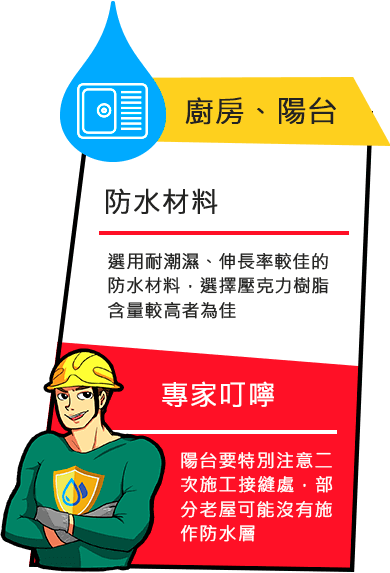 廚房、陽台
防水材料
選用耐潮濕、伸長率較佳的
防水材料，選擇壓克力樹脂
含量較高者為佳
專家叮嚀
陽台要特別注意二
次施工接縫處，部
分老屋可能沒有施
作防水層